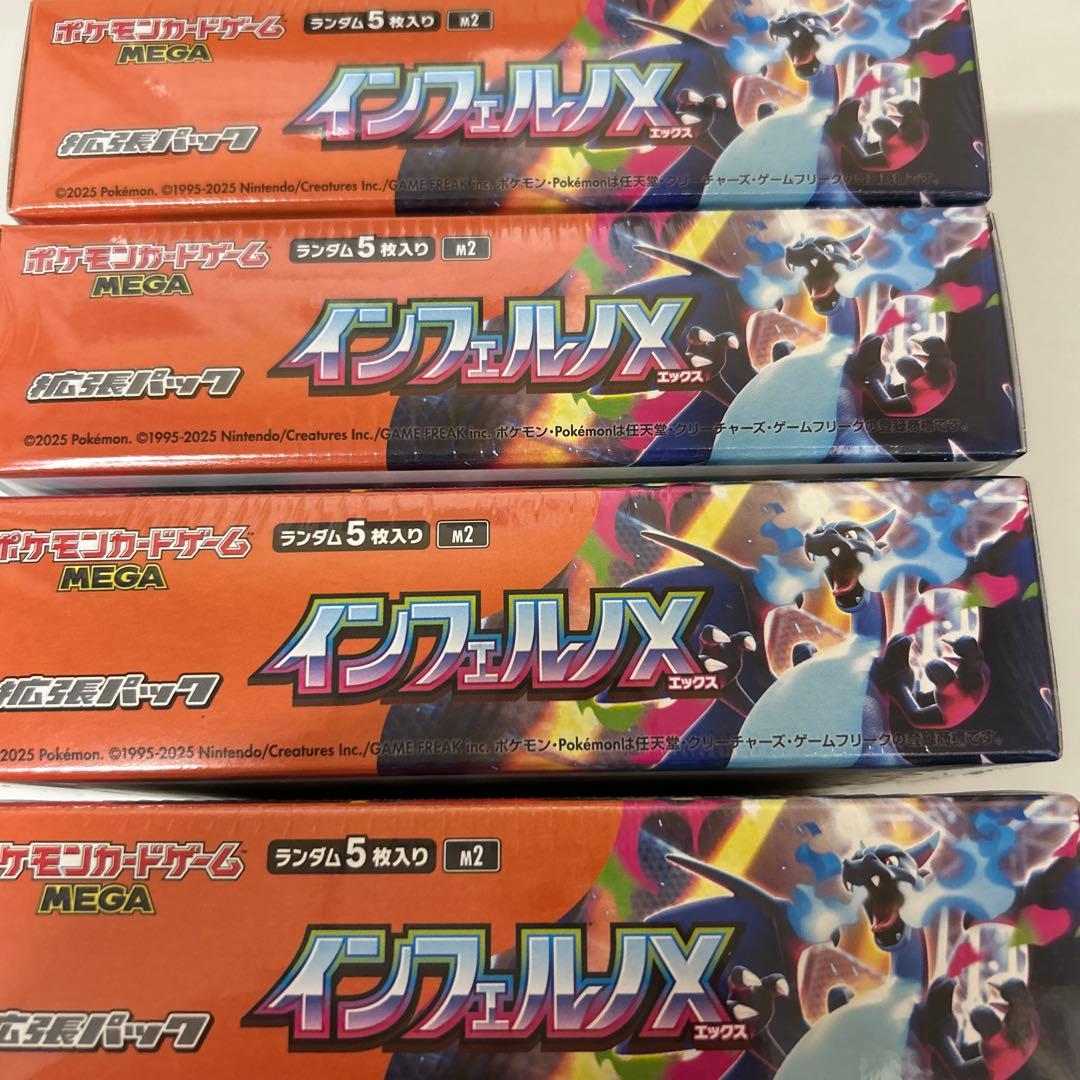 ポケモンカードゲーム ランダム5枚入り M2
MEGA
インフェルノX
エックス
拡張パック
©2025 Pokémon. ©1995-2025 Nintendo/Creatures Inc./GAME FREAK inc. ポケモン・Pokémonは任天堂・クリーチャーズ・ゲームフリークの登録商標です。
ポケモンカードゲーム ランダム5枚入り M2
MEGA
インフェルノX
エックス
拡張パック
©2025 Pokémon. ©1995-2025 Nintendo/Creatures Inc./GAME FREAK inc. ポケモン・Pokémonは任天堂・クリーチャーズ・ゲームフリークの登録商標です。
ポケモンカードゲーム ランダム5枚入り M2
MEGA
インフェルノX
エックス
拡張パック
2025 Pokémon. ©1995-2025 Nintendo/Creatures Inc./GAME FREAK inc. ポケモン・Pokémonは任天堂・クリーチャーズ・ゲームフリークの登録商標です。
ケモンカードゲーム ランダム5枚入り M2
MEGA
インフェルノX
エックス
拡張パック